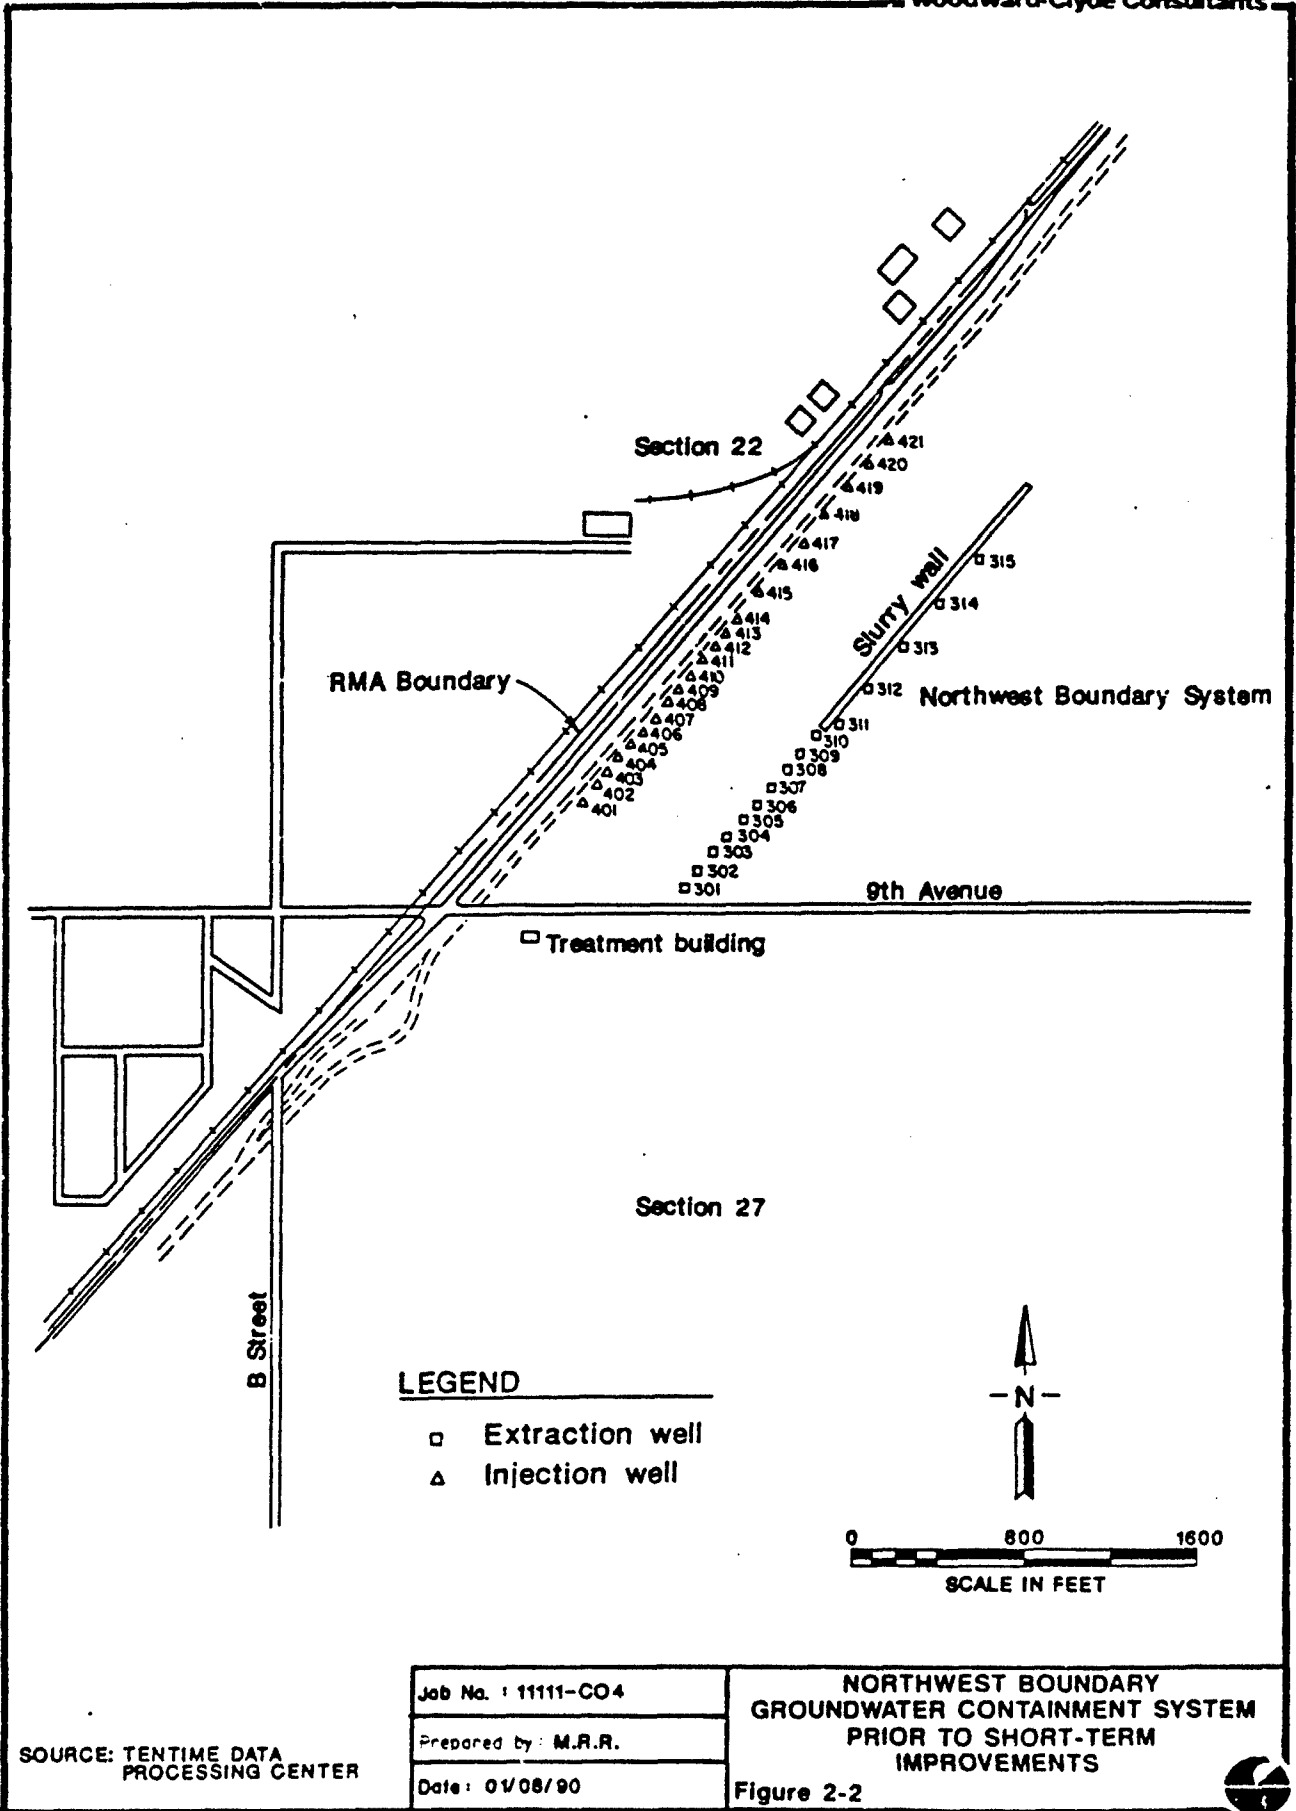 Woodward-Clyde Consultants
Section 22
421
420
419
418
417
416
415
414
413
412
411
410
409
408
407
406
405
404
403
402
401
Slurry wall
315
314
313
312
311
310
309
308
307
306
305
304
303
302
301
RMA Boundary
Northwest Boundary System
9th Avenue
Treatment building
Section 27
B Street
LEGEND
Extraction well
Injection well
-N-
0 800 1600
SCALE IN FEET
Job No. : 11111-CO4
Prepared by : M.R.R.
Date : 01/08/90
NORTHWEST BOUNDARY
GROUNDWATER CONTAINMENT SYSTEM
PRIOR TO SHORT-TERM
IMPROVEMENTS
Figure 2-2
SOURCE: TENTIME DATA
PROCESSING CENTER